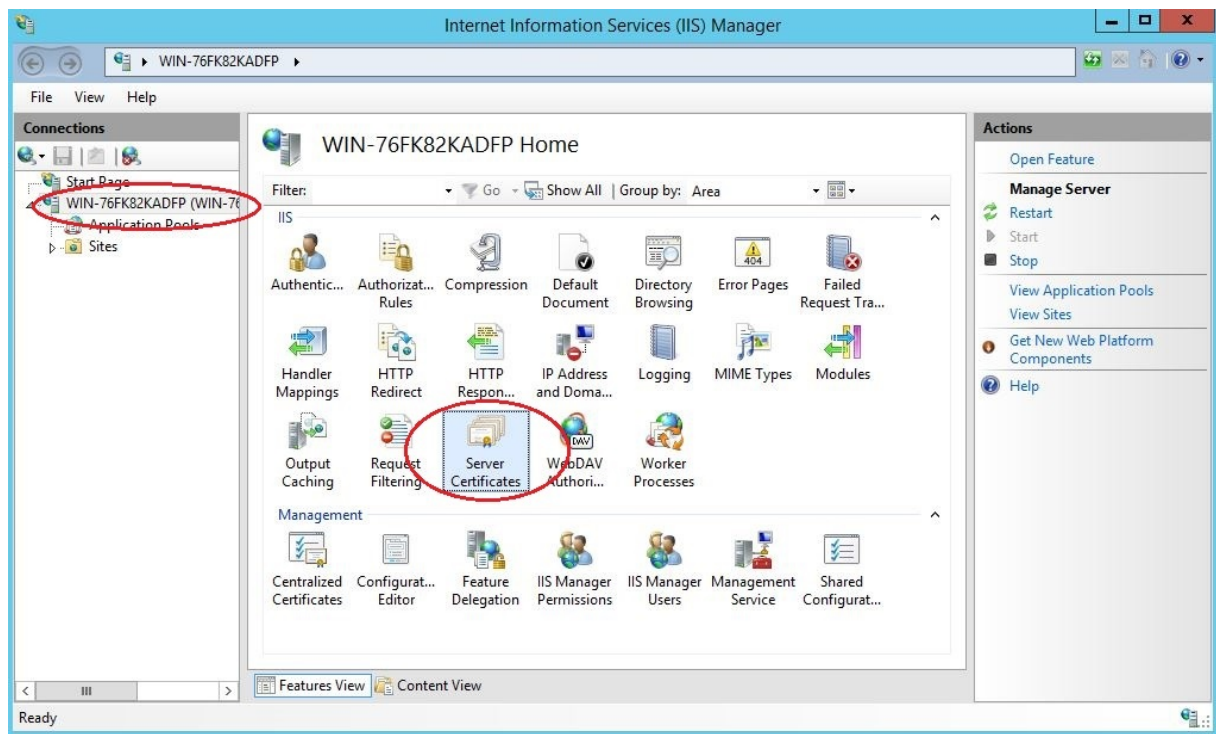 Internet Information Services (IIS) Manager
WIN-76FK82KADFP
File View Help
Connections
Start Page
WIN-76FK82KADFP (WIN-76
Application Pools
Sites
WIN-76FK82KADFP Home
Filter: Go Show All Group by: Area
IIS
Authentic... Authorizat... Compression Default Directory Error Pages Failed
Rules Document Browsing Request Tra...
Handler HTTP HTTP IP Address Logging MIME Types Modules
Mappings Redirect Respon... and Doma...
Output Request Server WebDAV Worker
Caching Filtering Certificates Authori... Processes
Management
Centralized Configurat... Feature IIS Manager IIS Manager Management Shared
Certificates Editor Delegation Permissions Users Service Configurat...
Features View Content View
Actions
Open Feature
Manage Server
Restart
Start
Stop
View Application Pools
View Sites
Get New Web Platform
Components
Help
Ready
404
DAV